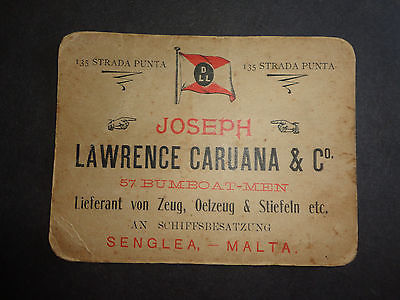 135 STRADA PUNTA
D
LL
135 STRADA PUNTA
JOSEPH
LAWRENCE CARUANA & Co.
57 BUMBOAT-MEN
Lieferant von Zeug, Oelzeug & Stiefeln etc.
AN SCHIFFSBESATZUNG
SENGLEA, – MALTA.